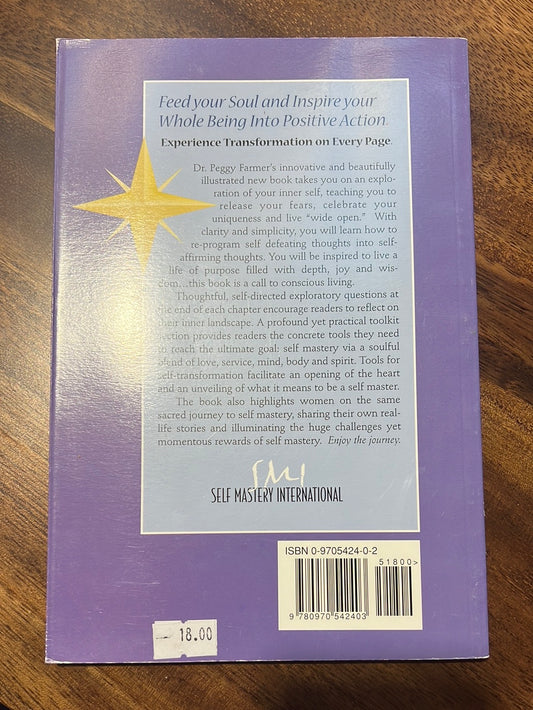 Feed your Soul and Inspire your
Whole Being Into Positive Action.
Experience Transformation on Every Page.
Dr. Peggy Farmer's innovative and beautifully
illustrated new book takes you on an explo-
ration of your inner self, teaching you to
release your fears, celebrate your
uniqueness and live "wide open." With
clarity and simplicity, you will learn how to
re-program self defeating thoughts into self-
affirming thoughts. You will be inspired to live a
life of purpose filled with depth, joy and wis-
dom...this book is a call to conscious living.
Thoughtful, self-directed exploratory questions at
the end of each chapter encourage readers to reflect on
their inner landscape. A profound yet practical toolkit
section provides readers the concrete tools they need
to reach the ultimate goal: self mastery via a soulful
blend of love, service, mind, body and spirit. Tools for
self-transformation facilitate an opening of the heart
and an unveiling of what it means to be a self master.
The book also highlights women on the same
sacred journey to self mastery, sharing their own real-
life stories and illuminating the huge challenges yet
momentous rewards of self mastery. Enjoy the journey.
SMI
SELF MASTERY INTERNATIONAL
ISBN 0-9705424-0-2
51800>
9 780970 542403
18.00